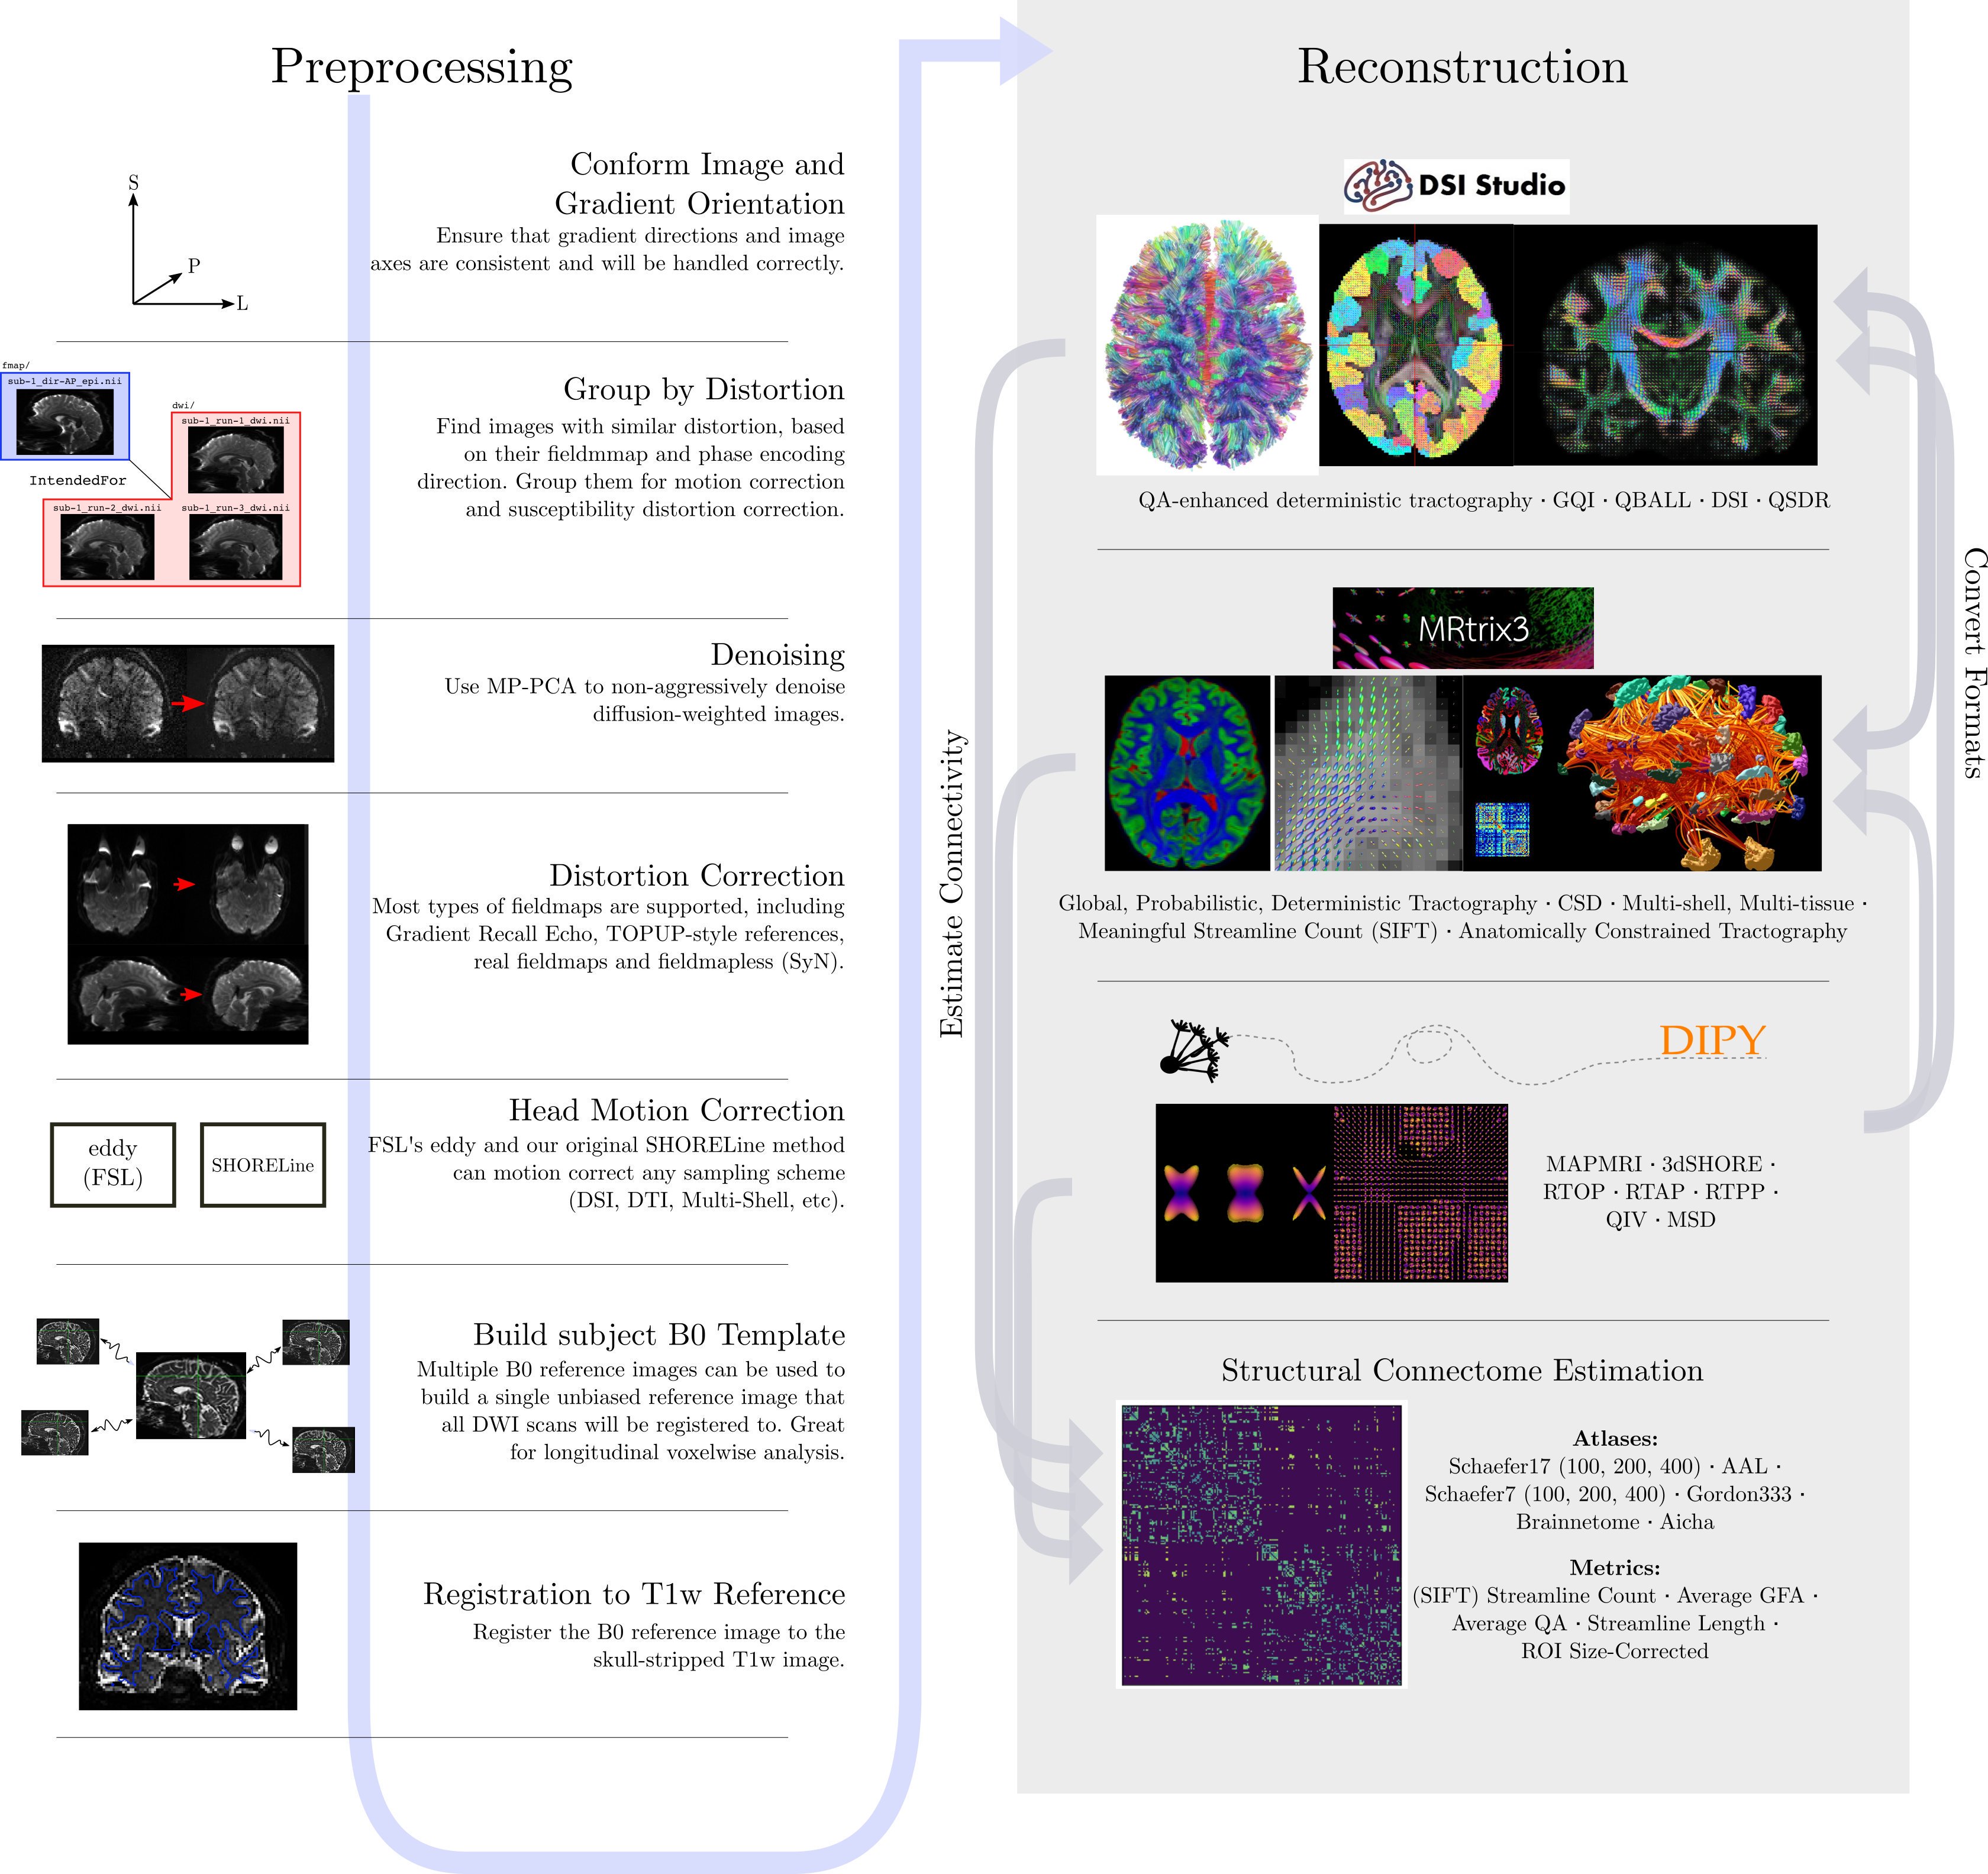 Preprocessing
S
P
L
Conform Image and
Gradient Orientation
Ensure that gradient directions and image
axes are consistent and will be handled correctly.
fmap/
sub-1_dir-AP_epi.nii
dwi/
sub-1_run-1_dwi.nii
IntendedFor
sub-1_run-2_dwi.nii
sub-1_run-3_dwi.nii
Group by Distortion
Find images with similar distortion, based
on their fieldmmap and phase encoding
direction. Group them for motion correction
and susceptibility distortion correction.
Denoising
Use MP-PCA to non-aggressively denoise
diffusion-weighted images.
Distortion Correction
Most types of fieldmaps are supported, including
Gradient Recall Echo, TOPUP-style references,
real fieldmaps and fieldmapless (SyN).
eddy
(FSL)
SHORELine
Head Motion Correction
FSL's eddy and our original SHORELine method
can motion correct any sampling scheme
(DSI, DTI, Multi-Shell, etc).
Build subject B0 Template
Multiple B0 reference images can be used to
build a single unbiased reference image that
all DWI scans will be registered to. Great
for longitudinal voxelwise analysis.
Registration to T1w Reference
Register the B0 reference image to the
skull-stripped T1w image.
Estimate Connectivity
Reconstruction
DSI Studio
QA-enhanced deterministic tractography · GQI · QBALL · DSI · QSDR
MRtrix3
Global, Probabilistic, Deterministic Tractography · CSD · Multi-shell, Multi-tissue ·
Meaningful Streamline Count (SIFT) · Anatomically Constrained Tractography
DIPY
MAPMRI · 3dSHORE ·
RTOP · RTAP · RTPP ·
QIV · MSD
Structural Connectome Estimation
Atlases:
Schaefer17 (100, 200, 400) · AAL ·
Schaefer7 (100, 200, 400) · Gordon333 ·
Brainnetome · Aicha
Metrics:
(SIFT) Streamline Count · Average GFA ·
Average QA · Streamline Length ·
ROI Size-Corrected
Convert Formats